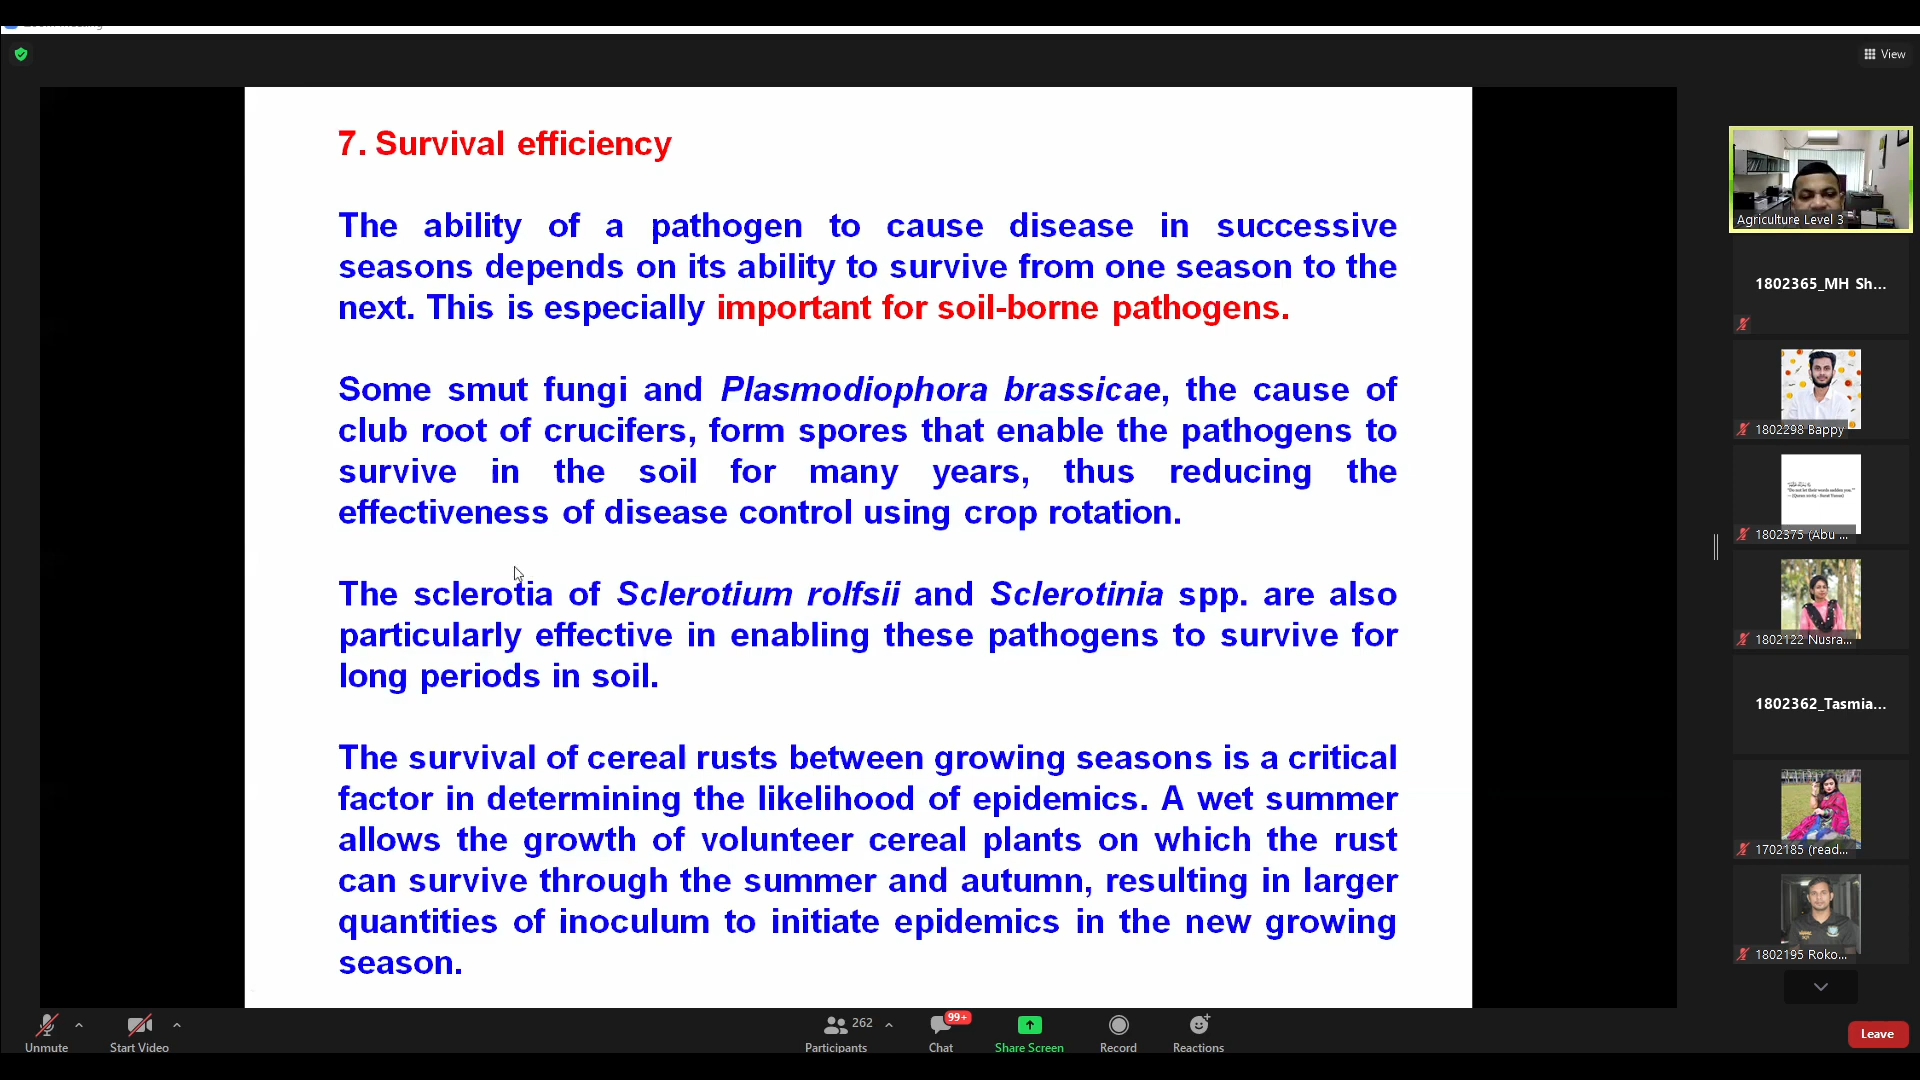 View
7. Survival efficiency
The ability of a pathogen to cause disease in successive
seasons depends on its ability to survive from one season to the
next. This is especially important for soil-borne pathogens.
Some smut fungi and Plasmodiophora brassicae, the cause of
club root of crucifers, form spores that enable the pathogens to
survive in the soil for many years, thus reducing the
effectiveness of disease control using crop rotation.
The sclerotia of Sclerotium rolfsii and Sclerotinia spp. are also
particularly effective in enabling these pathogens to survive for
long periods in soil.
The survival of cereal rusts between growing seasons is a critical
factor in determining the likelihood of epidemics. A wet summer
allows the growth of volunteer cereal plants on which the rust
can survive through the summer and autumn, resulting in larger
quantities of inoculum to initiate epidemics in the new growing
season.
Agriculture Level 3
1802365_MH Sh...
1802298 Bappy
1802375 (Abu ...
1802122 Nusra...
1802362_Tasmia...
1702185 (read...
1802195 Roko...
Unmute
Start Video
262
Participants
99+
Chat
Share Screen
Record
Reactions
Leave